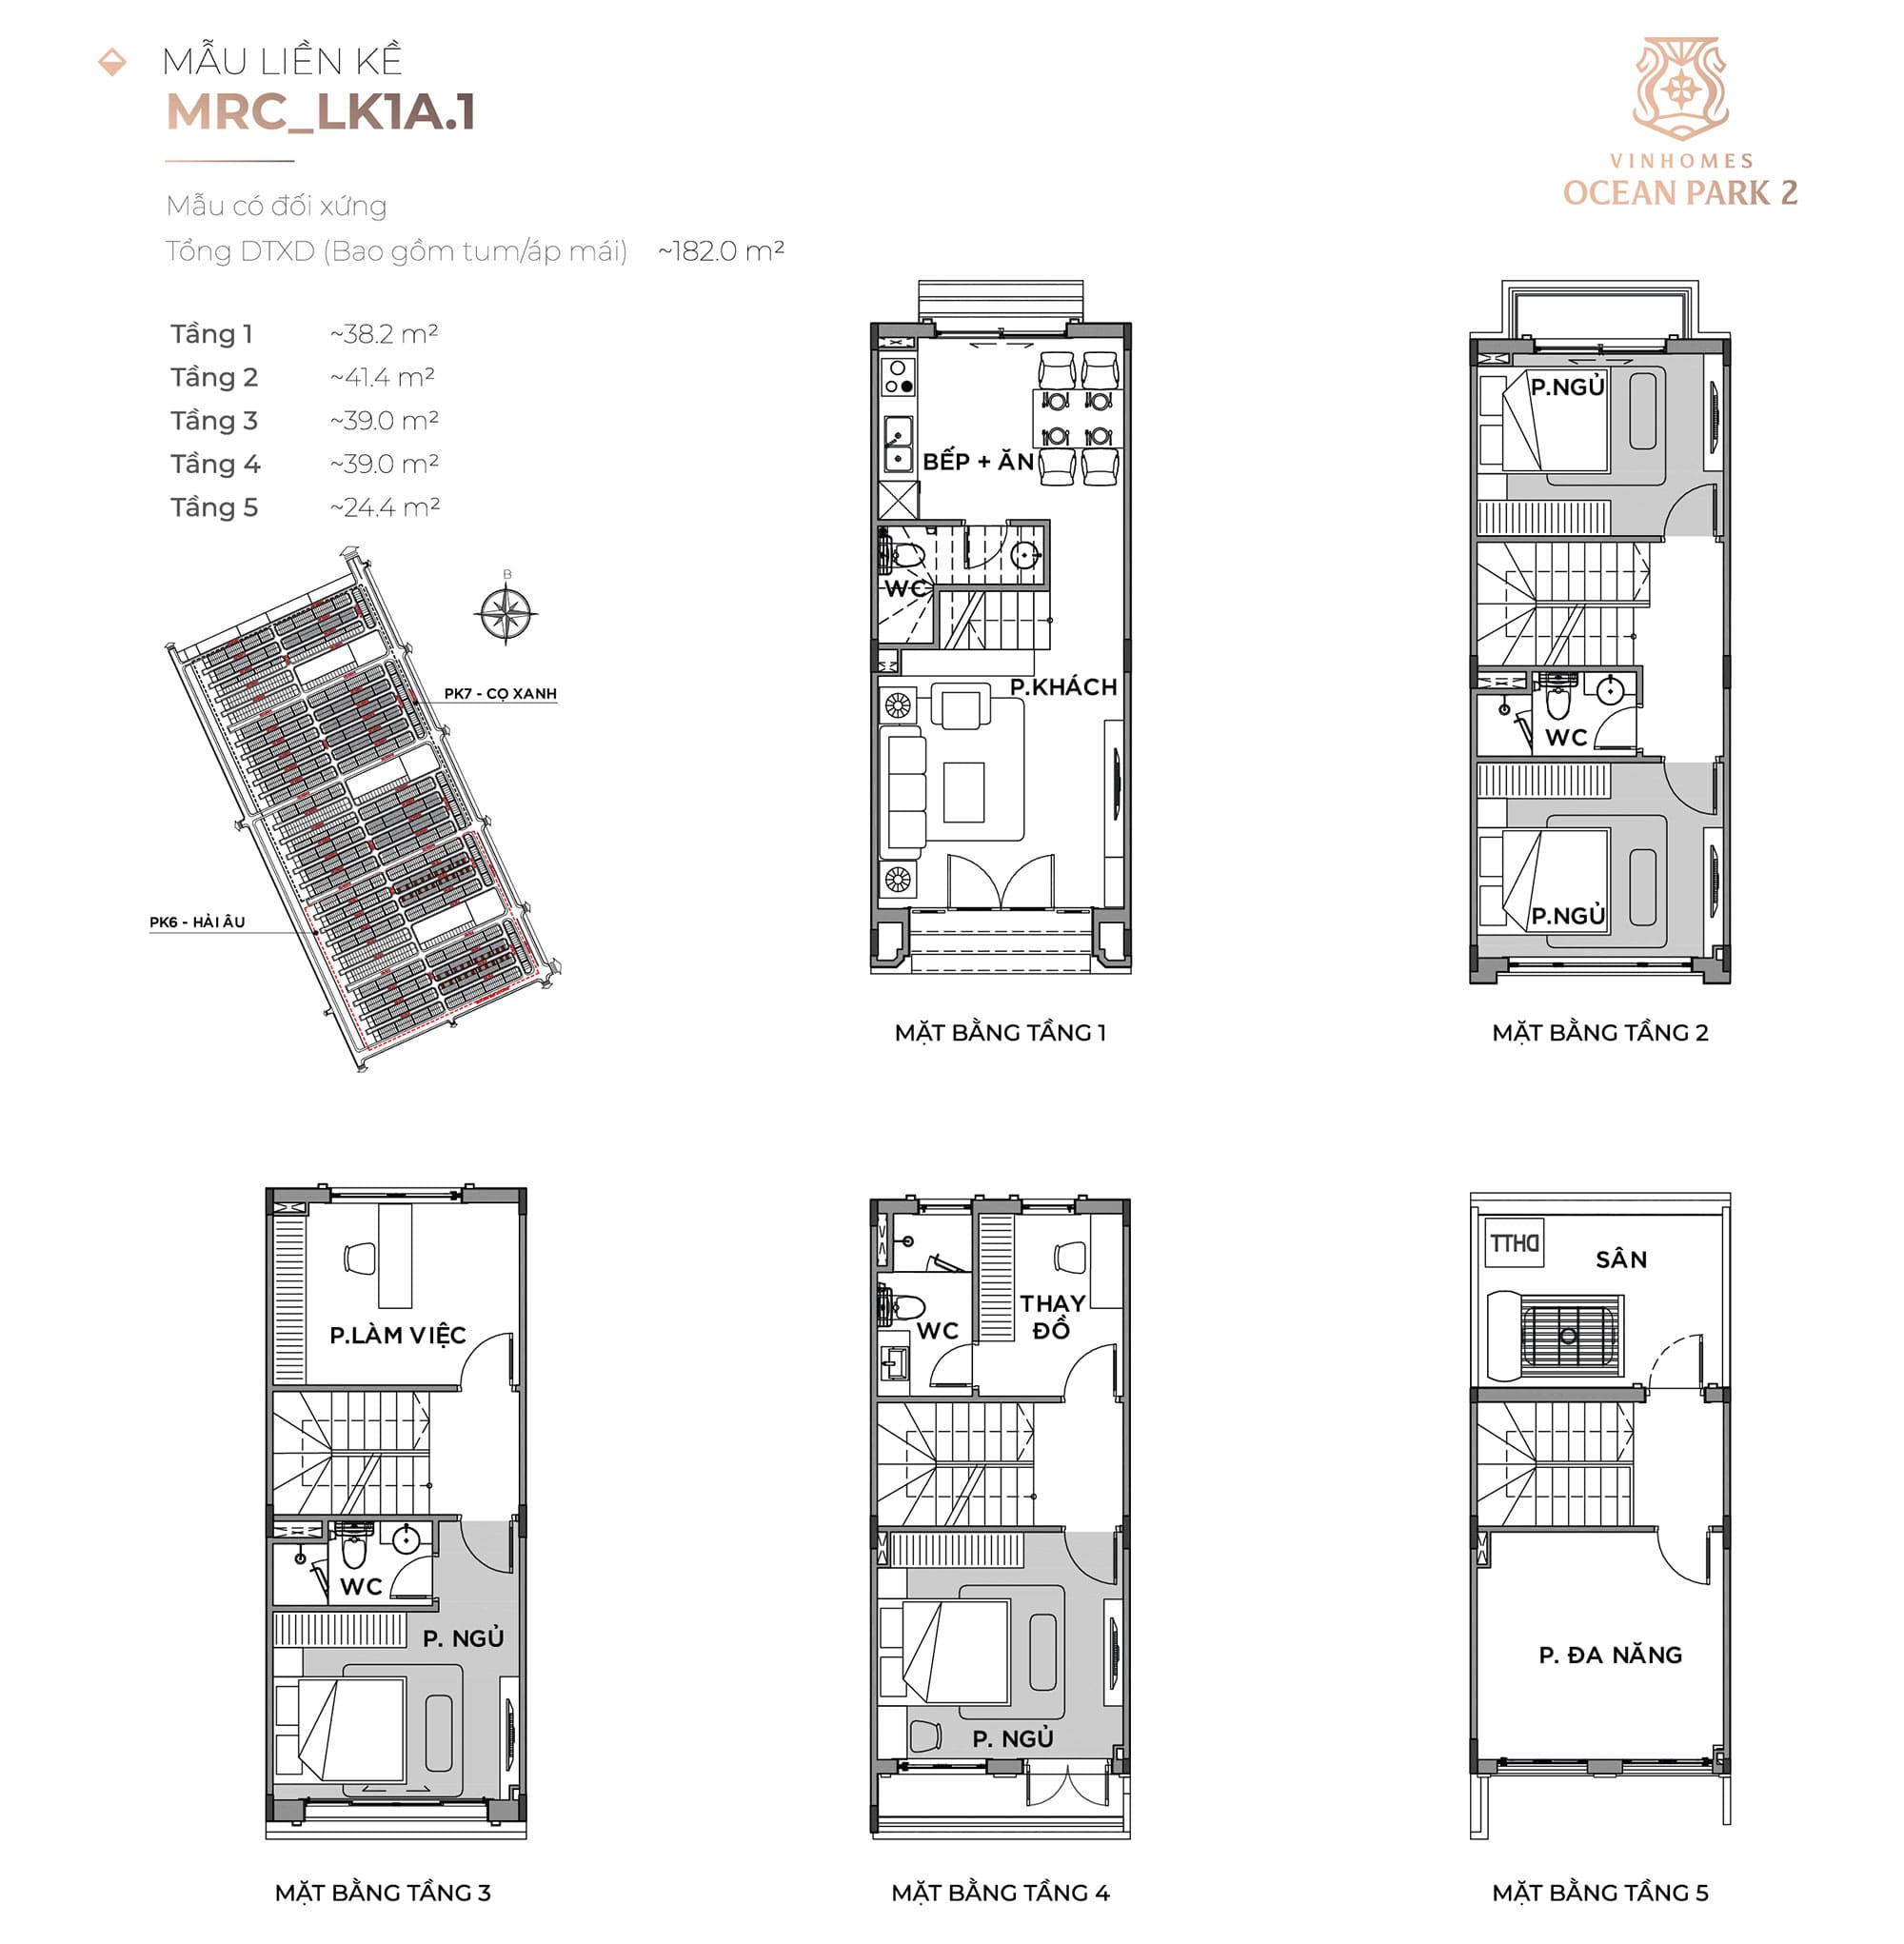 MẪU LIỀN KỀ
MRC_LK1A.1
VINHOMES
OCEAN PARK 2
Mẫu có đối xứng
Tổng DTXD (Bao gồm tum/áp mái) ~182.0 m²
Tầng 1 ~38.2 m²
Tầng 2 ~41.4 m²
Tầng 3 ~39.0 m²
Tầng 4 ~39.0 m²
Tầng 5 ~24.4 m²
B
PK7 - CỌ XANH
PK6 - HẢI ÂU
BẾP + ĂN
WC
P.KHÁCH
MẶT BẰNG TẦNG 1
P.NGỦ
WC
P.NGỦ
MẶT BẰNG TẦNG 2
P.LÀM VIỆC
WC
P. NGỦ
MẶT BẰNG TẦNG 3
WC
THAY
ĐỒ
P. NGỦ
MẶT BẰNG TẦNG 4
DHTT
SÂN
P. ĐA NĂNG
MẶT BẰNG TẦNG 5